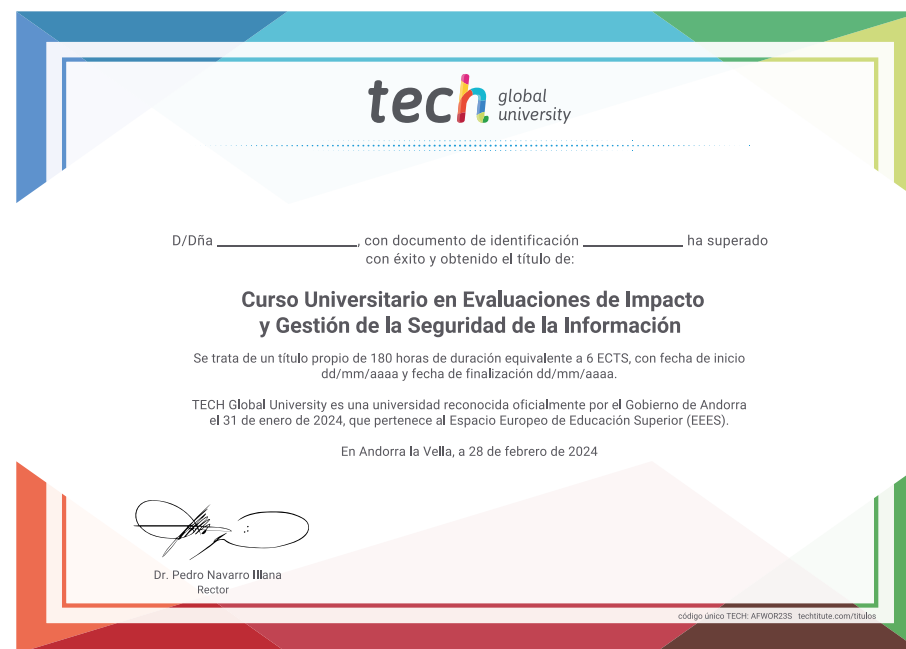 tech global university
D/Dña ____________________, con documento de identificación ______________ ha superado
con éxito y obtenido el título de:
Curso Universitario en Evaluaciones de Impacto
y Gestión de la Seguridad de la Información
Se trata de un título propio de 180 horas de duración equivalente a 6 ECTS, con fecha de inicio
dd/mm/aaaa y fecha de finalización dd/mm/aaaa.
TECH Global University es una universidad reconocida oficialmente por el Gobierno de Andorra
el 31 de enero de 2024, que pertenece al Espacio Europeo de Educación Superior (EEES).
En Andorra la Vella, a 28 de febrero de 2024
Dr. Pedro Navarro Illana
Rector
código único TECH: AFWOR23S techtitute.com/titulos